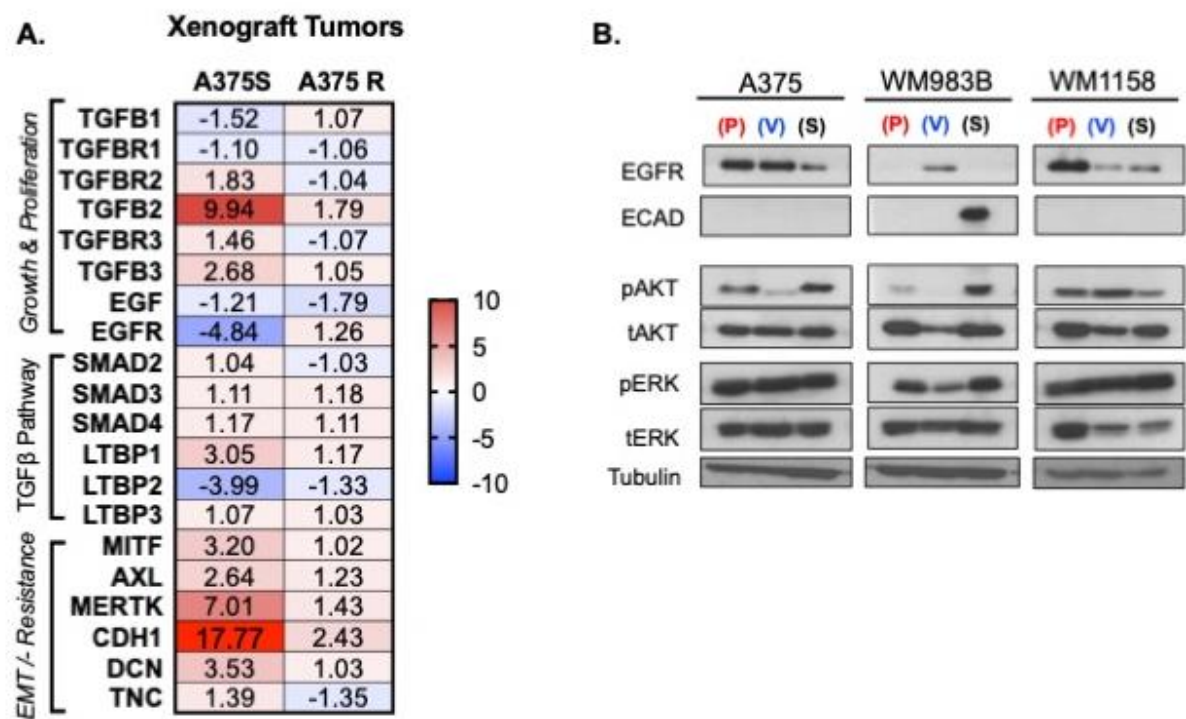 A.
Xenograft Tumors
A375S A375 R
Growth & Proliferation
TGFB1 -1.52 1.07
TGFBR1 -1.10 -1.06
TGFBR2 1.83 -1.04
TGFB2 9.94 1.79
TGFBR3 1.46 -1.07
TGFB3 2.68 1.05
EGF -1.21 -1.79
EGFR -4.84 1.26
TGFβ Pathway
SMAD2 1.04 -1.03
SMAD3 1.11 1.18
SMAD4 1.17 1.11
LTBP1 3.05 1.17
LTBP2 -3.99 -1.33
LTBP3 1.07 1.03
EMT /- Resistance
MITF 3.20 1.02
AXL 2.64 1.23
MERTK 7.01 1.43
CDH1 17.77 2.43
DCN 3.53 1.03
TNC 1.39 -1.35
10
5
0
-5
-10
B.
A375 WM983B WM1158
(P) (V) (S) (P) (V) (S) (P) (V) (S)
EGFR
ECAD
pAKT
tAKT
pERK
tERK
Tubulin